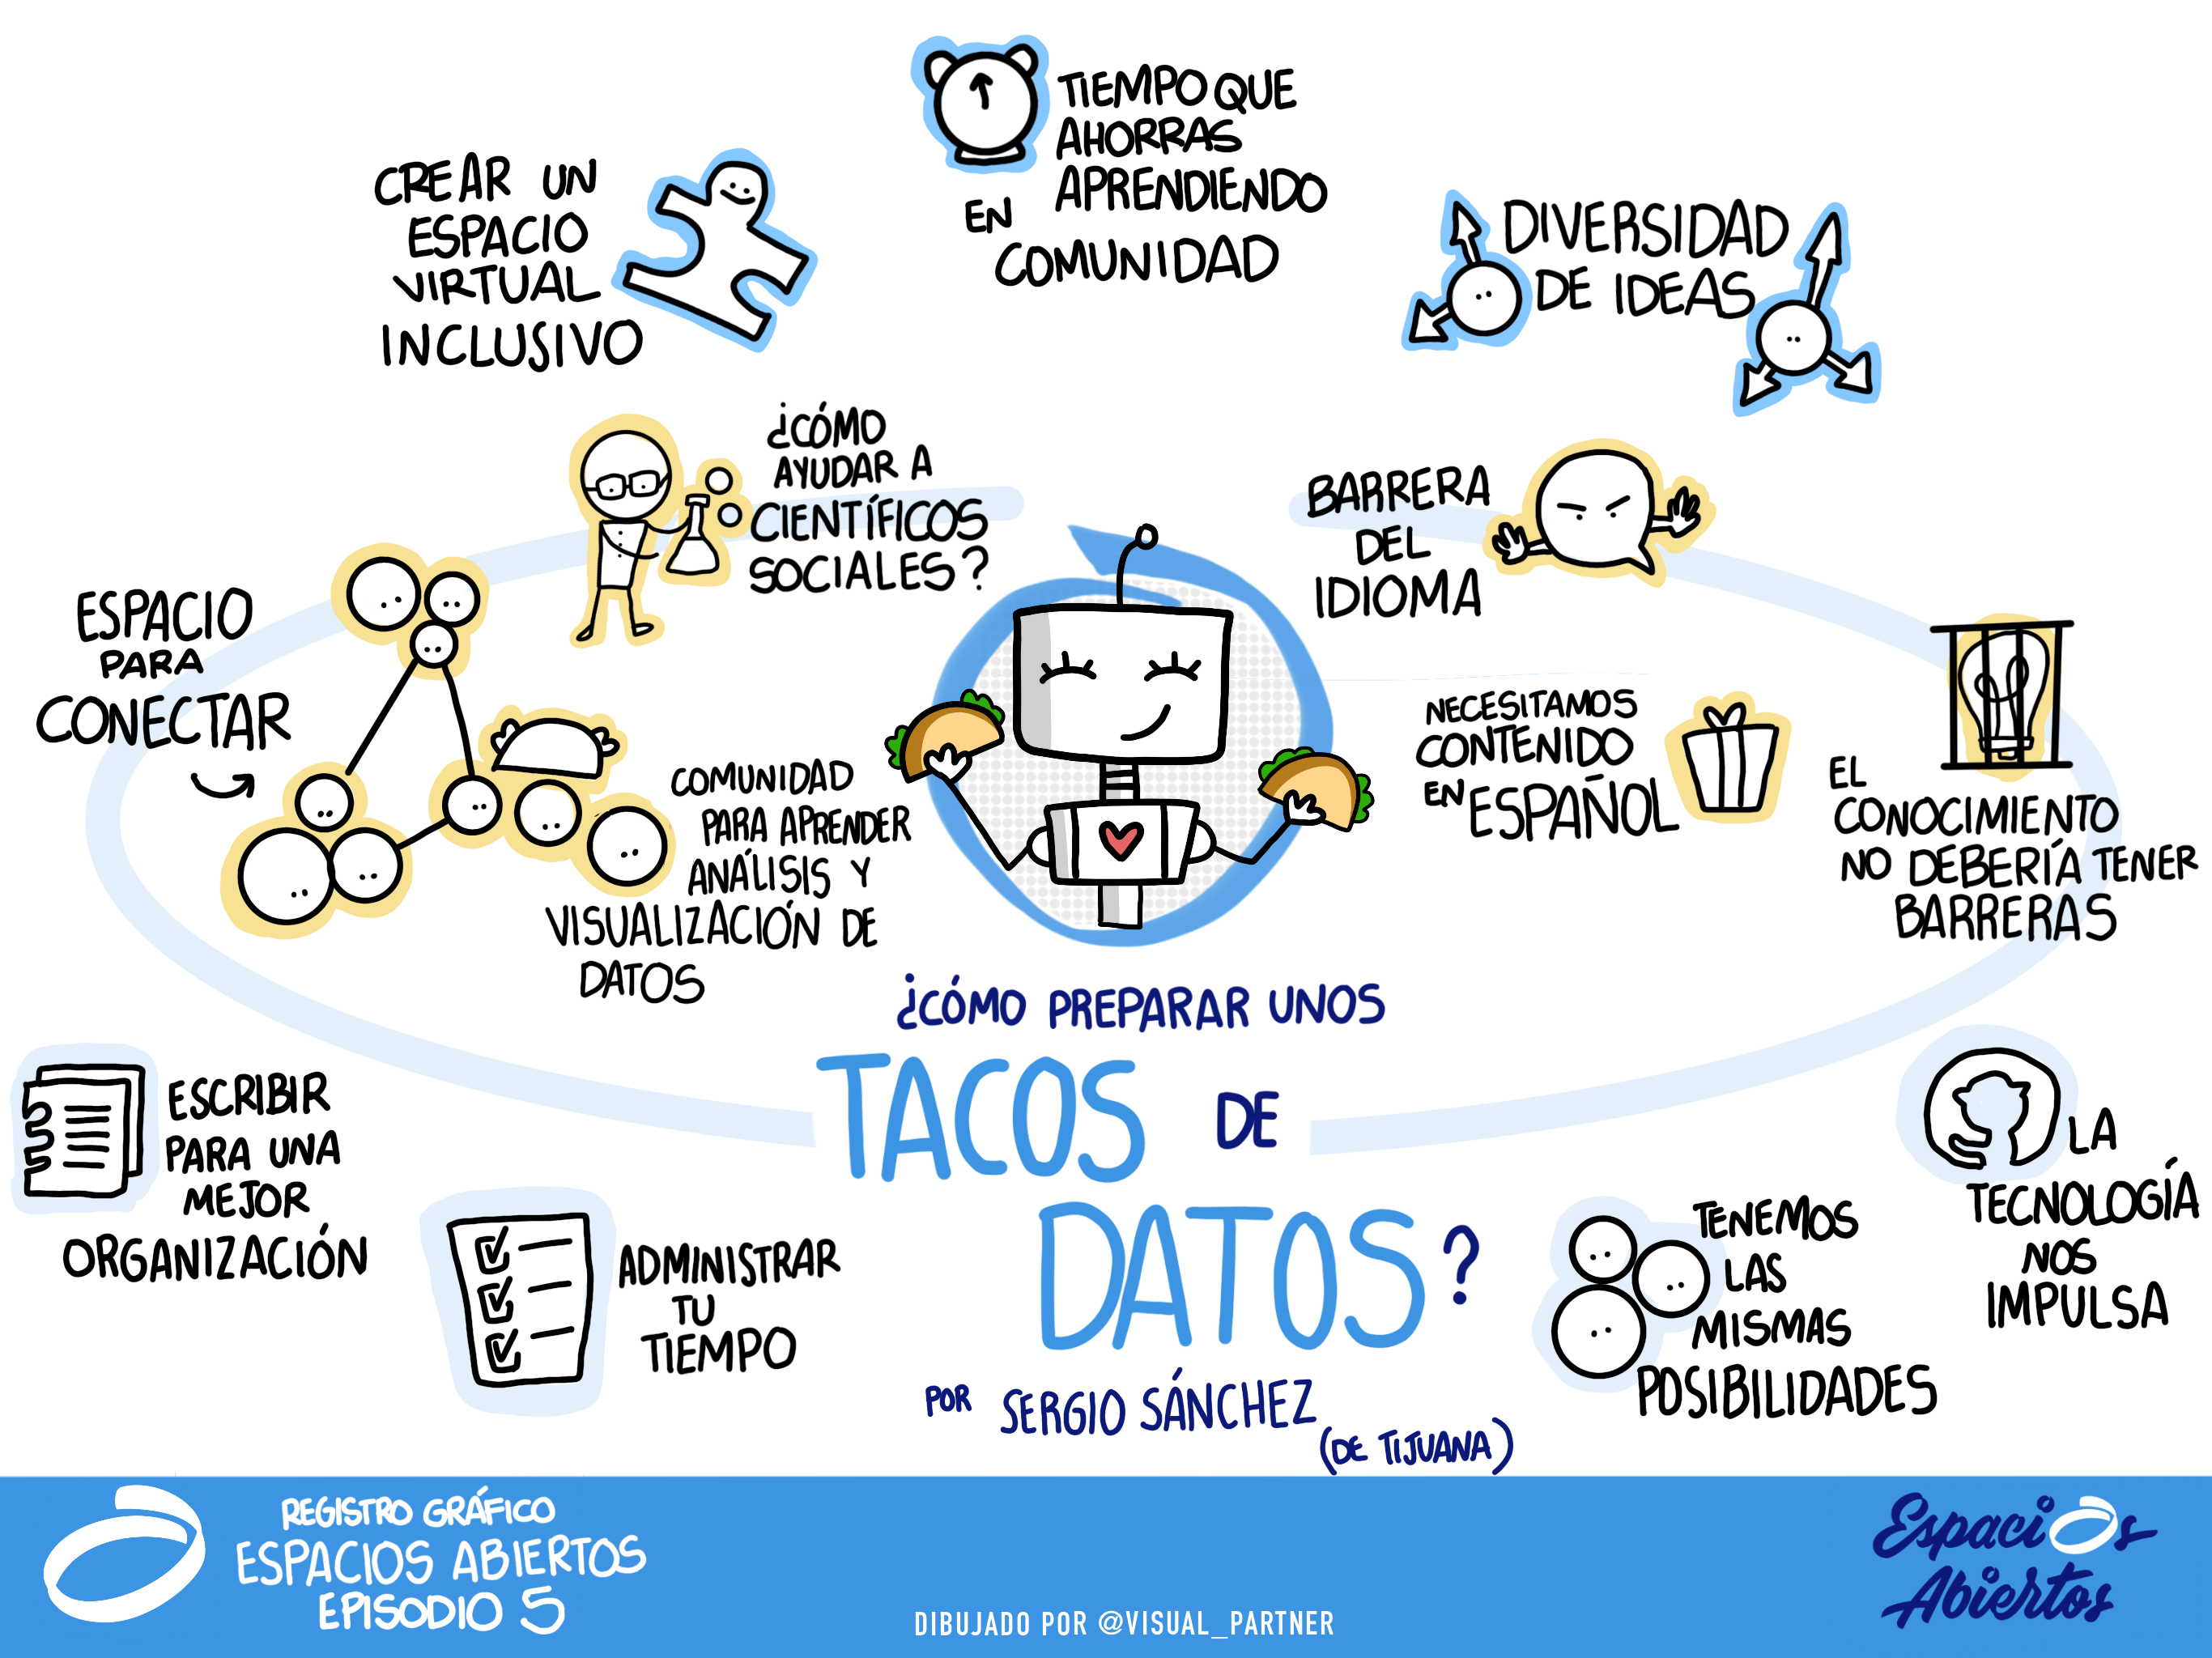 TIEMPO QUE
AHORRAS
APRENDIENDO
EN
COMUNIDAD
CREAR UN
ESPACIO
VIRTUAL
INCLUSIVO
DIVERSIDAD
DE IDEAS
¿CÓMO
AYUDAR A
CIENTÍFICOS
SOCIALES?
BARRERA
DEL
IDIOMA
ESPACIO
PARA
CONECTAR
COMUNIDAD
PARA APRENDER
ANÁLISIS Y
VISUALIZACIÓN DE
DATOS
NECESITAMOS
CONTENIDO
EN ESPAÑOL
EL
CONOCIMIENTO
NO DEBERÍA TENER
BARRERAS
¿CÓMO PREPARAR UNOS
TACOS DE
DATOS?
POR SERGIO SÁNCHEZ
(DE TIJUANA)
ESCRIBIR
PARA UNA
MEJOR
ORGANIZACIÓN
ADMINISTRAR
TU
TIEMPO
TENEMOS
LAS
MISMAS
POSIBILIDADES
LA
TECNOLOGÍA
NOS
IMPULSA
REGISTRO GRÁFICO
ESPACIOS ABIERTOS
EPISODIO 5
DIBUJADO POR @VISUAL_PARTNER
Espacios
Abiertos